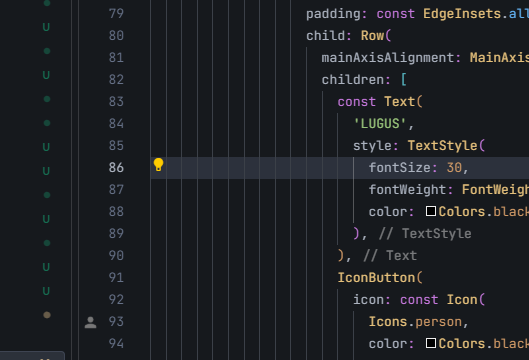 U
U
U
U
U
U
U
79 padding: const EdgeInsets.all
80 child: Row(
81 mainAxisAlignment: MainAxis
82 children: [
83 const Text(
84 'LUGUS',
85 style: TextStyle(
86 fontSize: 30,
87 fontWeight: FontWeigh
88 color: Colors.black
89 ), // TextStyle
90 ), // Text
91 IconButton(
92 icon: const Icon(
93 Icons.person,
94 color: Colors.black